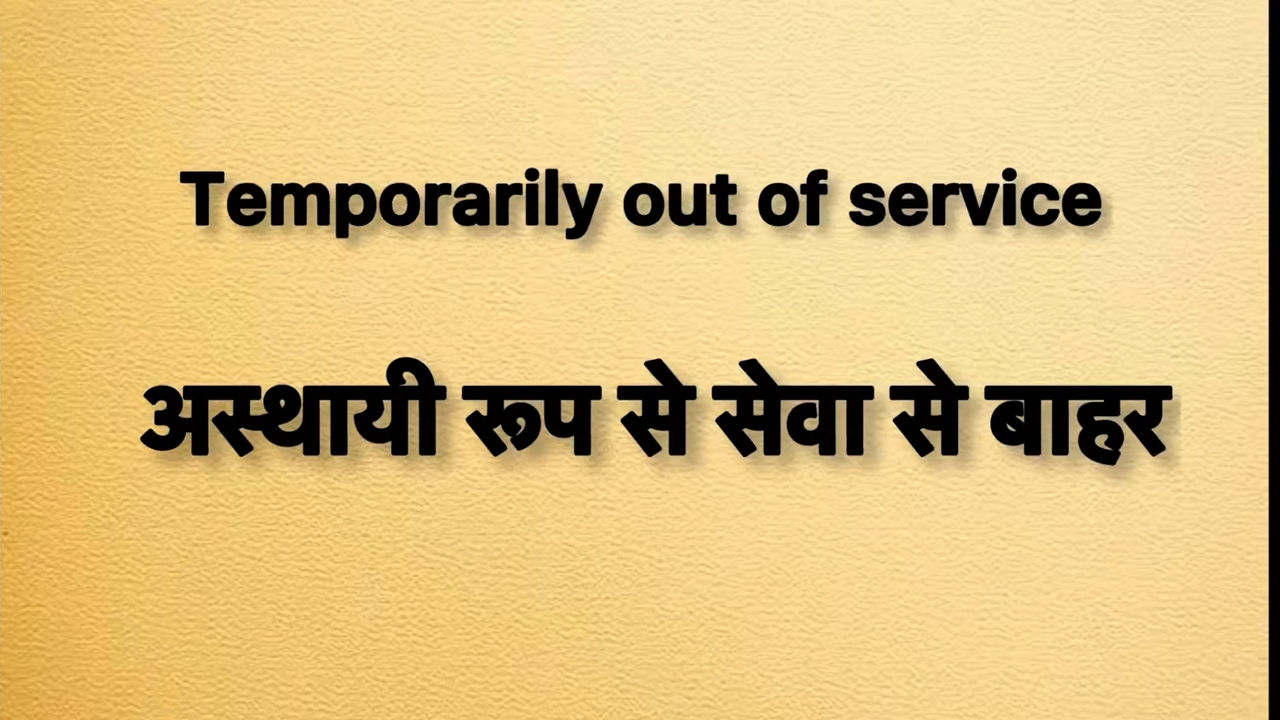 Temporarily out of service
अस्थायी रूप से सेवा से बाहर